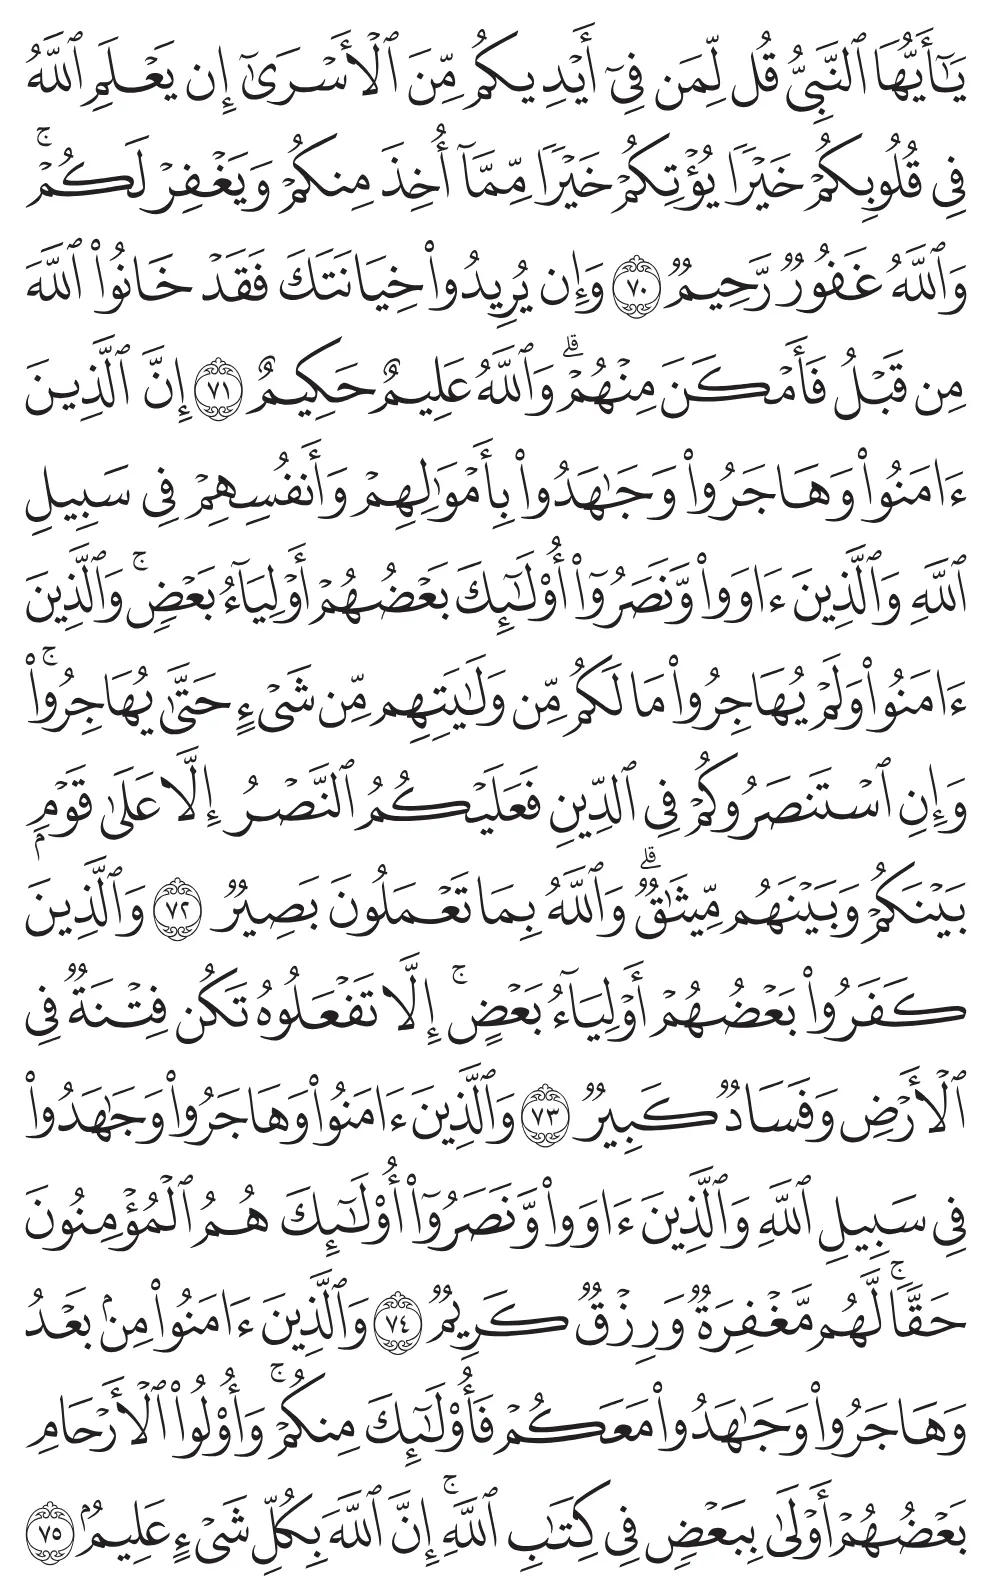 يَٰٓأَيُّهَا ٱلنَّبِيُّ قُل لِّمَن فِيٓ أَيْدِيكُم مِّنَ ٱلْأَسْرَىٰٓ إِن يَعْلَمِ ٱللَّهُ
فِي قُلُوبِكُمْ خَيْرًا يُؤْتِكُمْ خَيْرًا مِّمَّآ أُخِذَ مِنكُمْ وَيَغْفِرْ لَكُمْۚ
وَٱللَّهُ غَفُورٌ رَّحِيمٌ ٧٠ وَإِن يُرِيدُوا۟ خِيَانَتَكَ فَقَدْ خَانُوا۟ ٱللَّهَ
مِن قَبْلُ فَأَمْكَنَ مِنْهُمْۗ وَٱللَّهُ عَلِيمٌ حَكِيمٌ ٧١ إِنَّ ٱلَّذِينَ
ءَامَنُوا۟ وَهَاجَرُوا۟ وَجَٰهَدُوا۟ بِأَمْوَٰلِهِمْ وَأَنفُسِهِمْ فِي سَبِيلِ
ٱللَّهِ وَٱلَّذِينَ ءَاوَوا۟ وَّنَصَرُوٓا۟ أُو۟لَٰٓئِكَ بَعْضُهُمْ أَوْلِيَآءُ بَعْضٍۚ وَٱلَّذِينَ
ءَامَنُوا۟ وَلَمْ يُهَاجِرُوا۟ مَا لَكُم مِّن وَلَٰيَتِهِم مِّن شَيْءٍ حَتَّىٰ يُهَاجِرُوا۟ۚ
وَإِنِ ٱسْتَنصَرُوكُمْ فِي ٱلدِّينِ فَعَلَيْكُمُ ٱلنَّصْرُ إِلَّا عَلَىٰ قَوْمٍۭ
بَيْنَكُمْ وَبَيْنَهُم مِّيثَٰقٌۗ وَٱللَّهُ بِمَا تَعْمَلُونَ بَصِيرٌ ٧٢ وَٱلَّذِينَ
كَفَرُوا۟ بَعْضُهُمْ أَوْلِيَآءُ بَعْضٍۚ إِلَّا تَفْعَلُوهُ تَكُن فِتْنَةٌ فِي
ٱلْأَرْضِ وَفَسَادٌ كَبِيرٌ ٧٣ وَٱلَّذِينَ ءَامَنُوا۟ وَهَاجَرُوا۟ وَجَٰهَدُوا۟
فِي سَبِيلِ ٱللَّهِ وَٱلَّذِينَ ءَاوَوا۟ وَّنَصَرُوٓا۟ أُو۟لَٰٓئِكَ هُمُ ٱلْمُؤْمِنُونَ
حَقًّاۚ لَّهُم مَّغْفِرَةٌ وَرِزْقٌ كَرِيمٌ ٧٤ وَٱلَّذِينَ ءَامَنُوا۟ مِنۢ بَعْدُ
وَهَاجَرُوا۟ وَجَٰهَدُوا۟ مَعَكُمْ فَأُو۟لَٰٓئِكَ مِنكُمْۚ وَأُو۟لُوا۟ ٱلْأَرْحَامِ
بَعْضُهُمْ أَوْلَىٰ بِبَعْضٍ فِي كِتَٰبِ ٱللَّهِۚ إِنَّ ٱللَّهَ بِكُلِّ شَيْءٍ عَلِيمٌۢ ٧٥